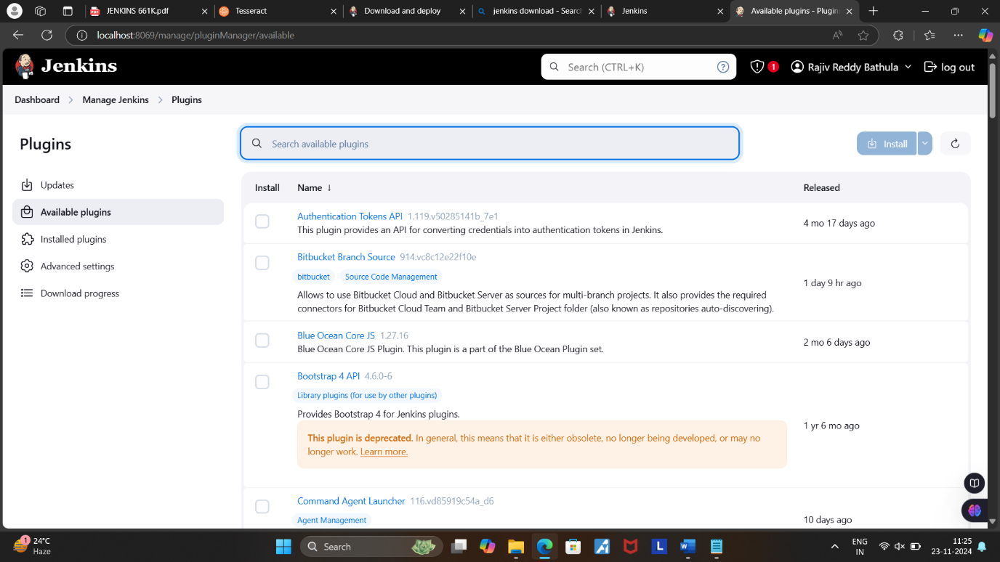 JENKINS 661K.pdf
Tesseract
Download and deploy
jenkins download - Searc
Jenkins
Available plugins - Plugin
localhost:8069/manage/pluginManager/available
Jenkins
Search (CTRL+K)
1
Rajiv Reddy Bathula
log out
Dashboard > Manage Jenkins > Plugins
Plugins
Updates
Available plugins
Installed plugins
Advanced settings
Download progress
Search available plugins
Install
Install Name ↓ Released
Authentication Tokens API 1.119.v50285141b_7e1
This plugin provides an API for converting credentials into authentication tokens in Jenkins.
4 mo 17 days ago
Bitbucket Branch Source 914.vc8c12e22f10e
bitbucket Source Code Management
Allows to use Bitbucket Cloud and Bitbucket Server as sources for multi-branch projects. It also provides the required
connectors for Bitbucket Cloud Team and Bitbucket Server Project folder (also known as repositories auto-discovering).
1 day 9 hr ago
Blue Ocean Core JS 1.27.16
Blue Ocean Core JS Plugin. This plugin is a part of the Blue Ocean Plugin set.
2 mo 6 days ago
Bootstrap 4 API 4.6.0-6
Library plugins (for use by other plugins)
Provides Bootstrap 4 for Jenkins plugins.
This plugin is deprecated. In general, this means that it is either obsolete, no longer being developed, or may no
longer work. Learn more.
1 yr 6 mo ago
Command Agent Launcher 116.vd85919c54a_d6
Agent Management
10 days ago
1
24°C
Haze
Search
ENG
IN
11:25
23-11-2024